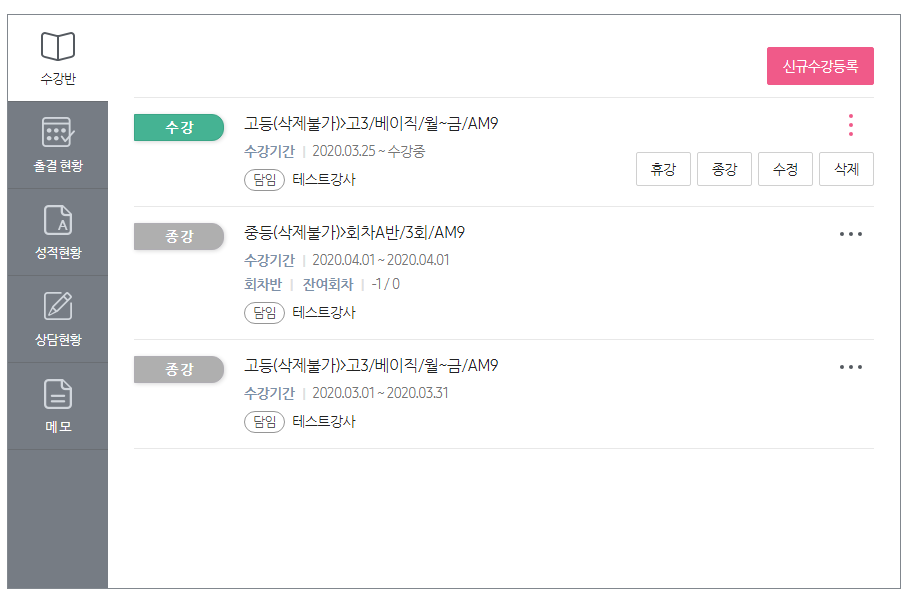 수강반
출결 현황
성적현황
상담현황
메모
신규수강등록
수강
고등(삭제불가)>고3/베이직/월~금/AM9
수강기간 | 2020.03.25 ~ 수강중
담임 테스트강사
휴강 종강 수정 삭제
종강
중등(삭제불가)>회차A반/3회/AM9
수강기간 | 2020.04.01 ~ 2020.04.01
회차반 | 잔여회차 | -1 / 0
담임 테스트강사
종강
고등(삭제불가)>고3/베이직/월~금/AM9
수강기간 | 2020.03.01 ~ 2020.03.31
담임 테스트강사